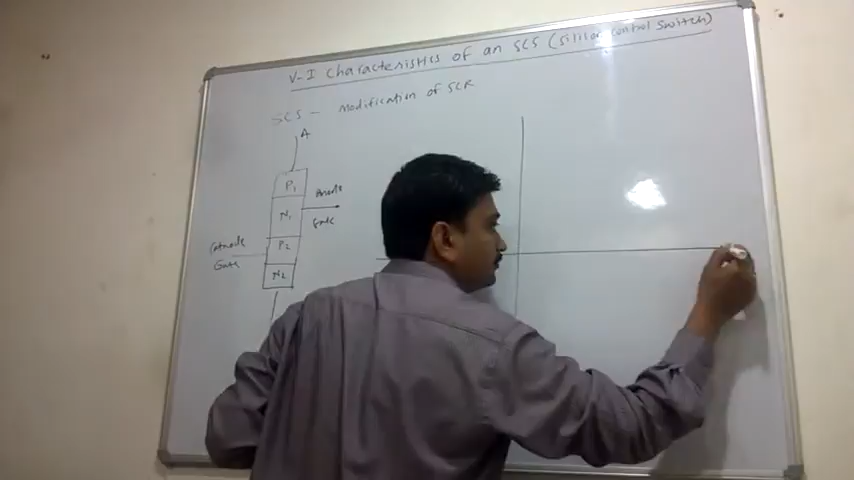 V-I Characteristics of an SCS (Silicon Control Switch)
SCS - Modification of SCR
A
P1
Anode
N1
Gate
Cathode
P2
Gate
N2